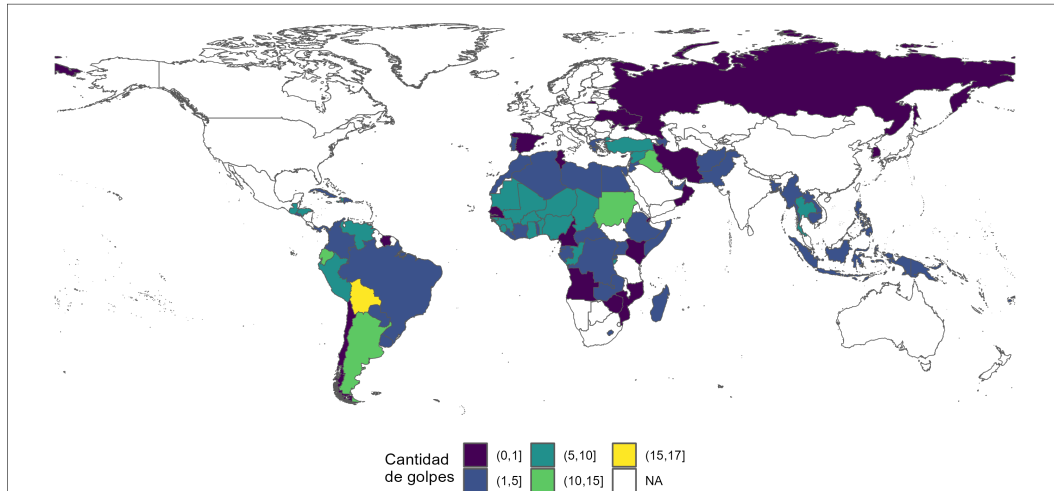 Cantidad
de golpes
(0,1]
(1,5]
(5,10]
(10,15]
(15,17]
NA